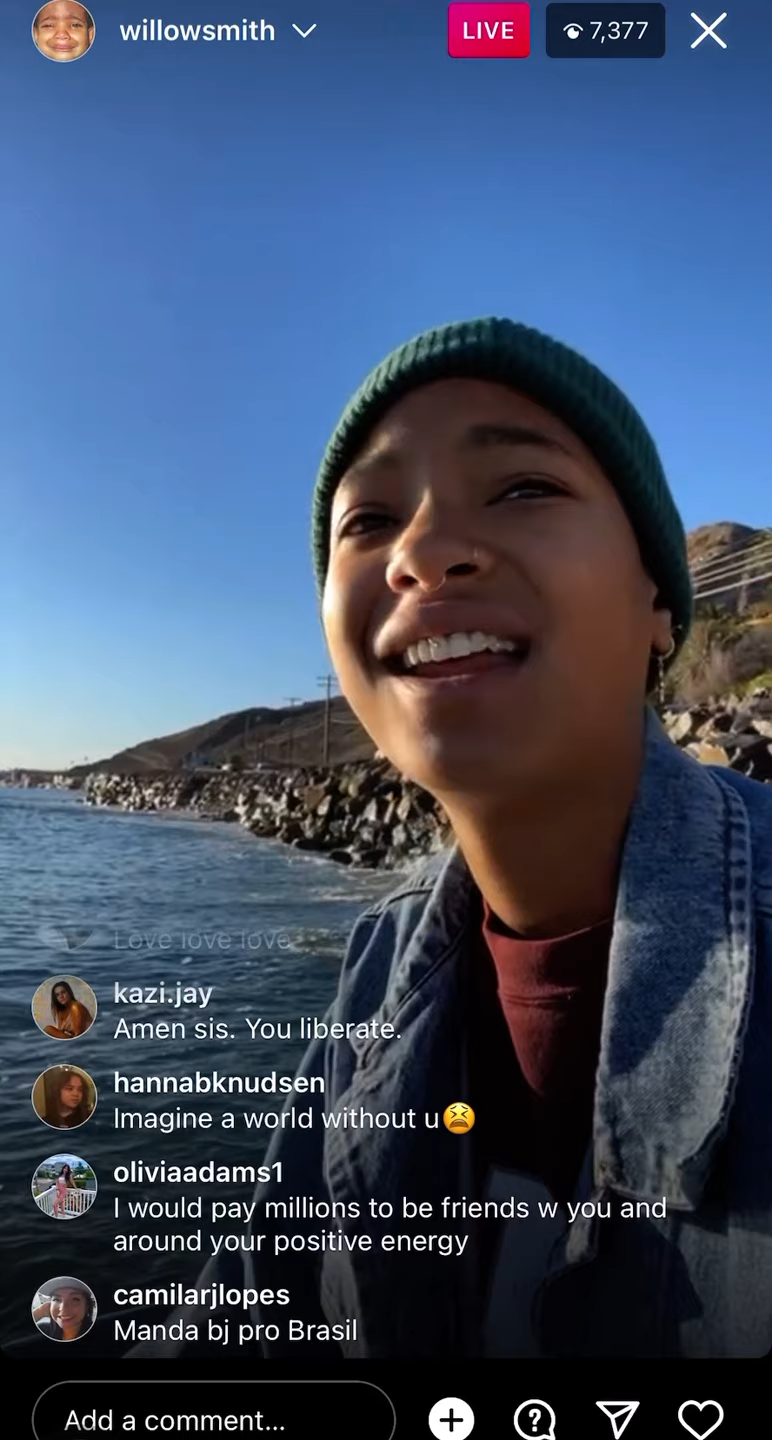 willowsmith
LIVE
7,377
Love love love
kazi.jay
Amen sis. You liberate.
hannabknudsen
Imagine a world without u😫
oliviaadams1
I would pay millions to be friends w you and
around your positive energy
camilarjlopes
Manda bj pro Brasil
Add a comment...